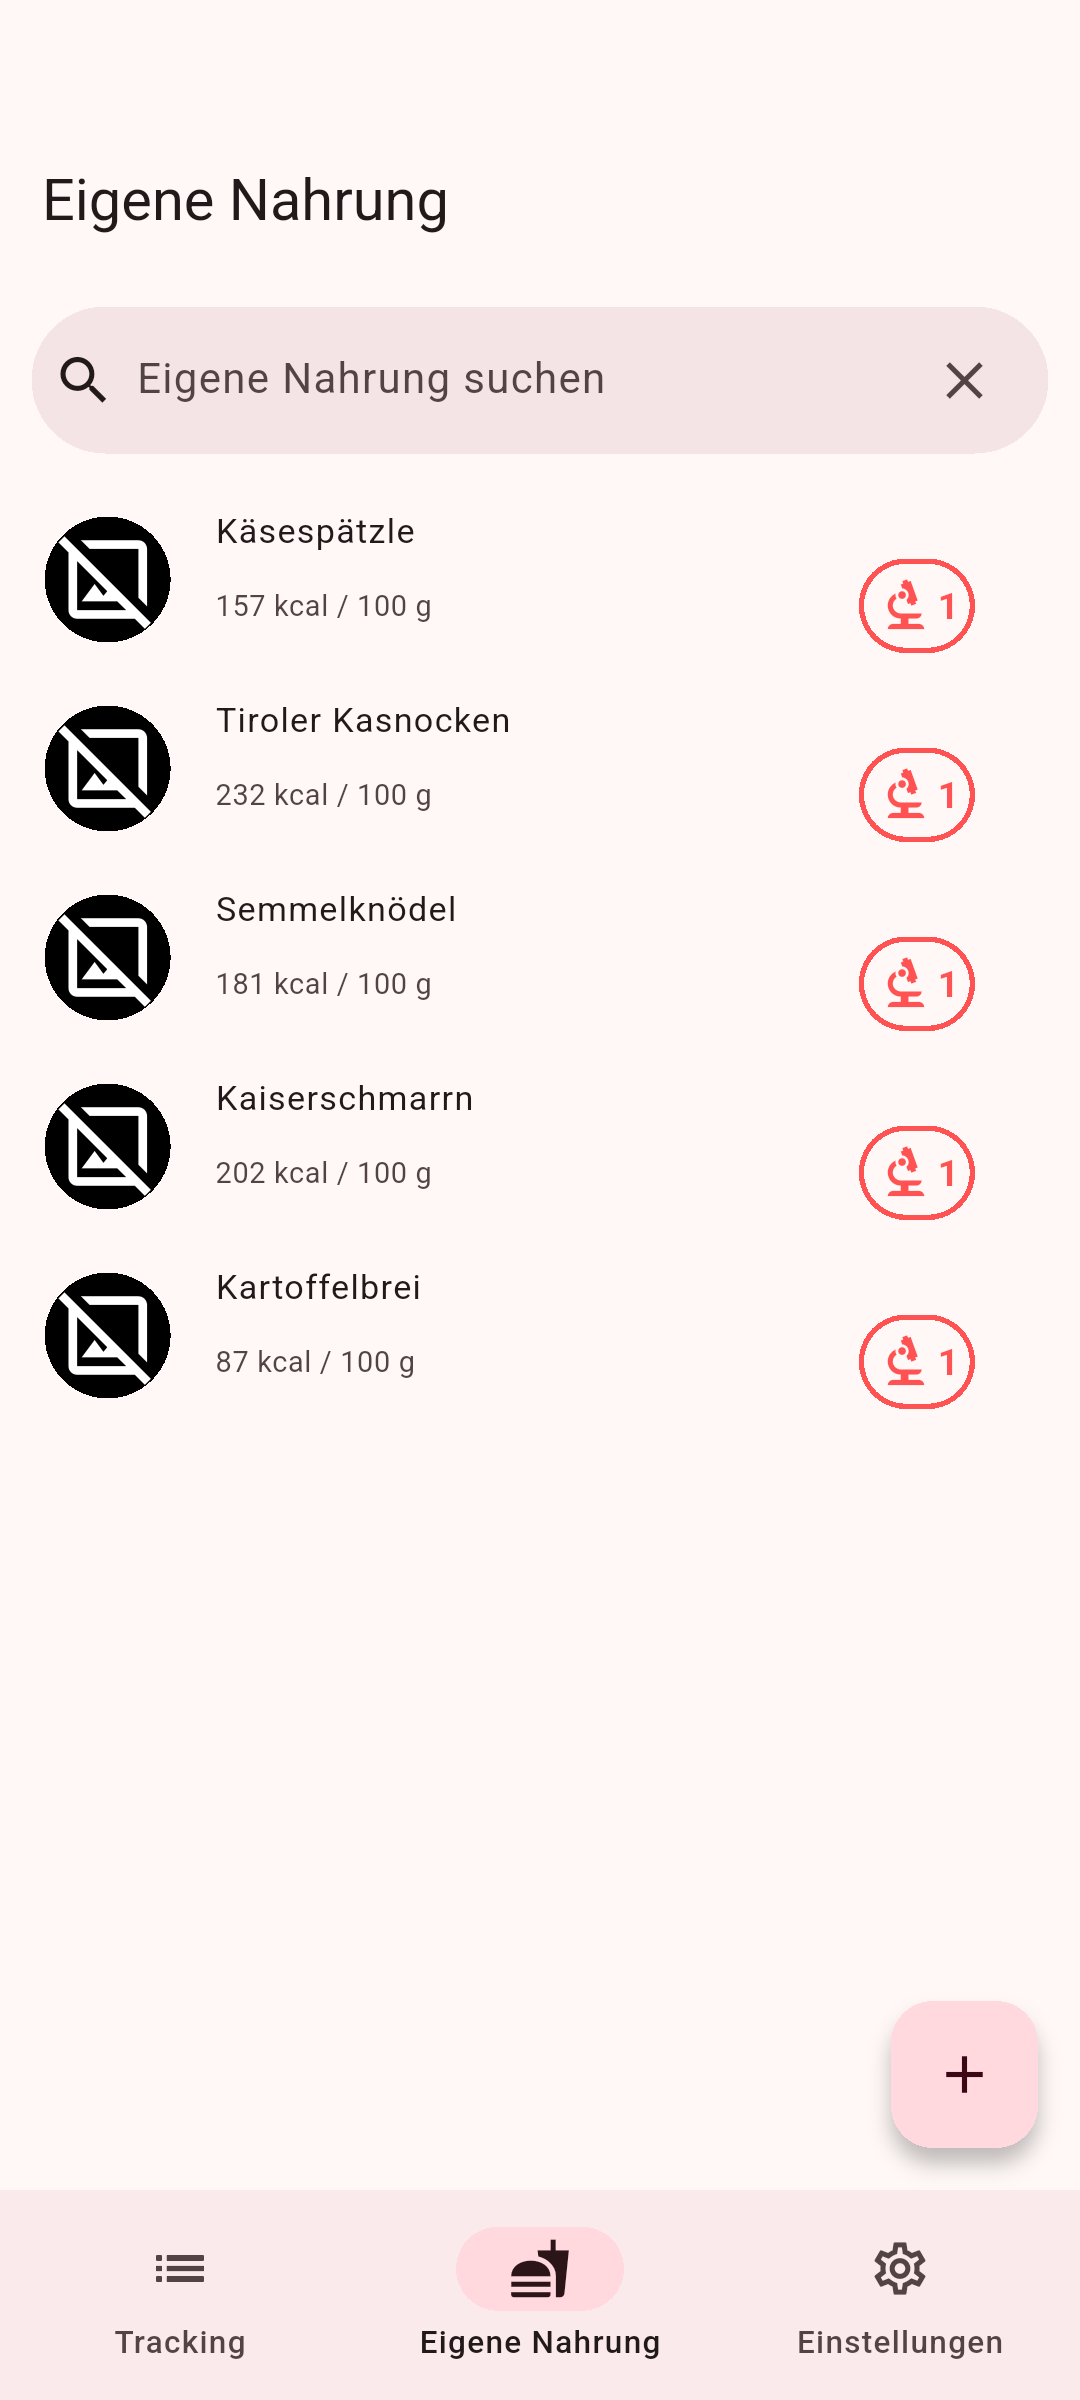 Eigene Nahrung
Eigene Nahrung suchen
Käsespätzle
157 kcal / 100 g
1
Tiroler Kasnocken
232 kcal / 100 g
1
Semmelknödel
181 kcal / 100 g
1
Kaiserschmarrn
202 kcal / 100 g
1
Kartoffelbrei
87 kcal / 100 g
1
Tracking
Eigene Nahrung
Einstellungen